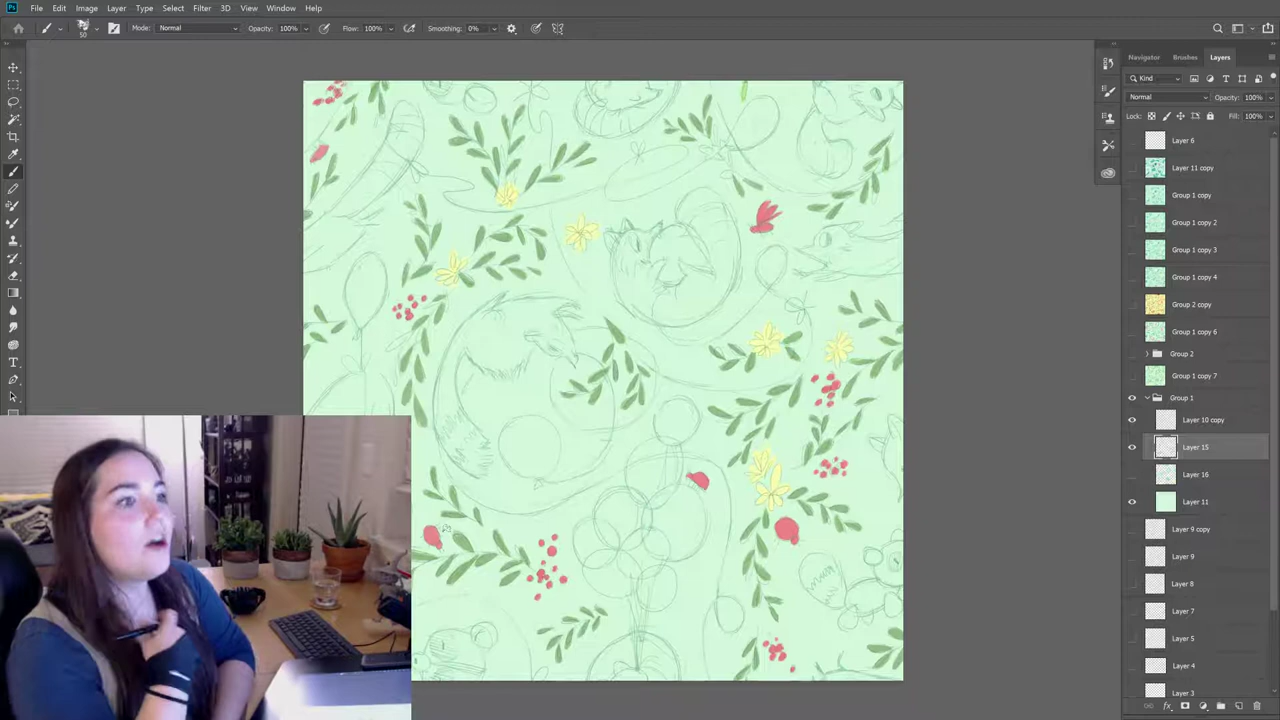 Ps File Edit Image Layer Type Select Filter 3D View Window Help
50 Mode: Normal Opacity: 100% Flow: 100% Smoothing: 0%
Navigator Brushes Layers
Kind
Normal Opacity: 100%
Lock: Fill: 100%
Layer 6
Layer 11 copy
Group 1 copy
Group 1 copy 2
Group 1 copy 3
Group 1 copy 4
Group 2 copy
Group 1 copy 6
Group 2
Group 1 copy 7
Group 1
Layer 10 copy
Layer 15
Layer 16
Layer 11
Layer 9 copy
Layer 9
Layer 8
Layer 7
Layer 5
Layer 4
Layer 3
fx